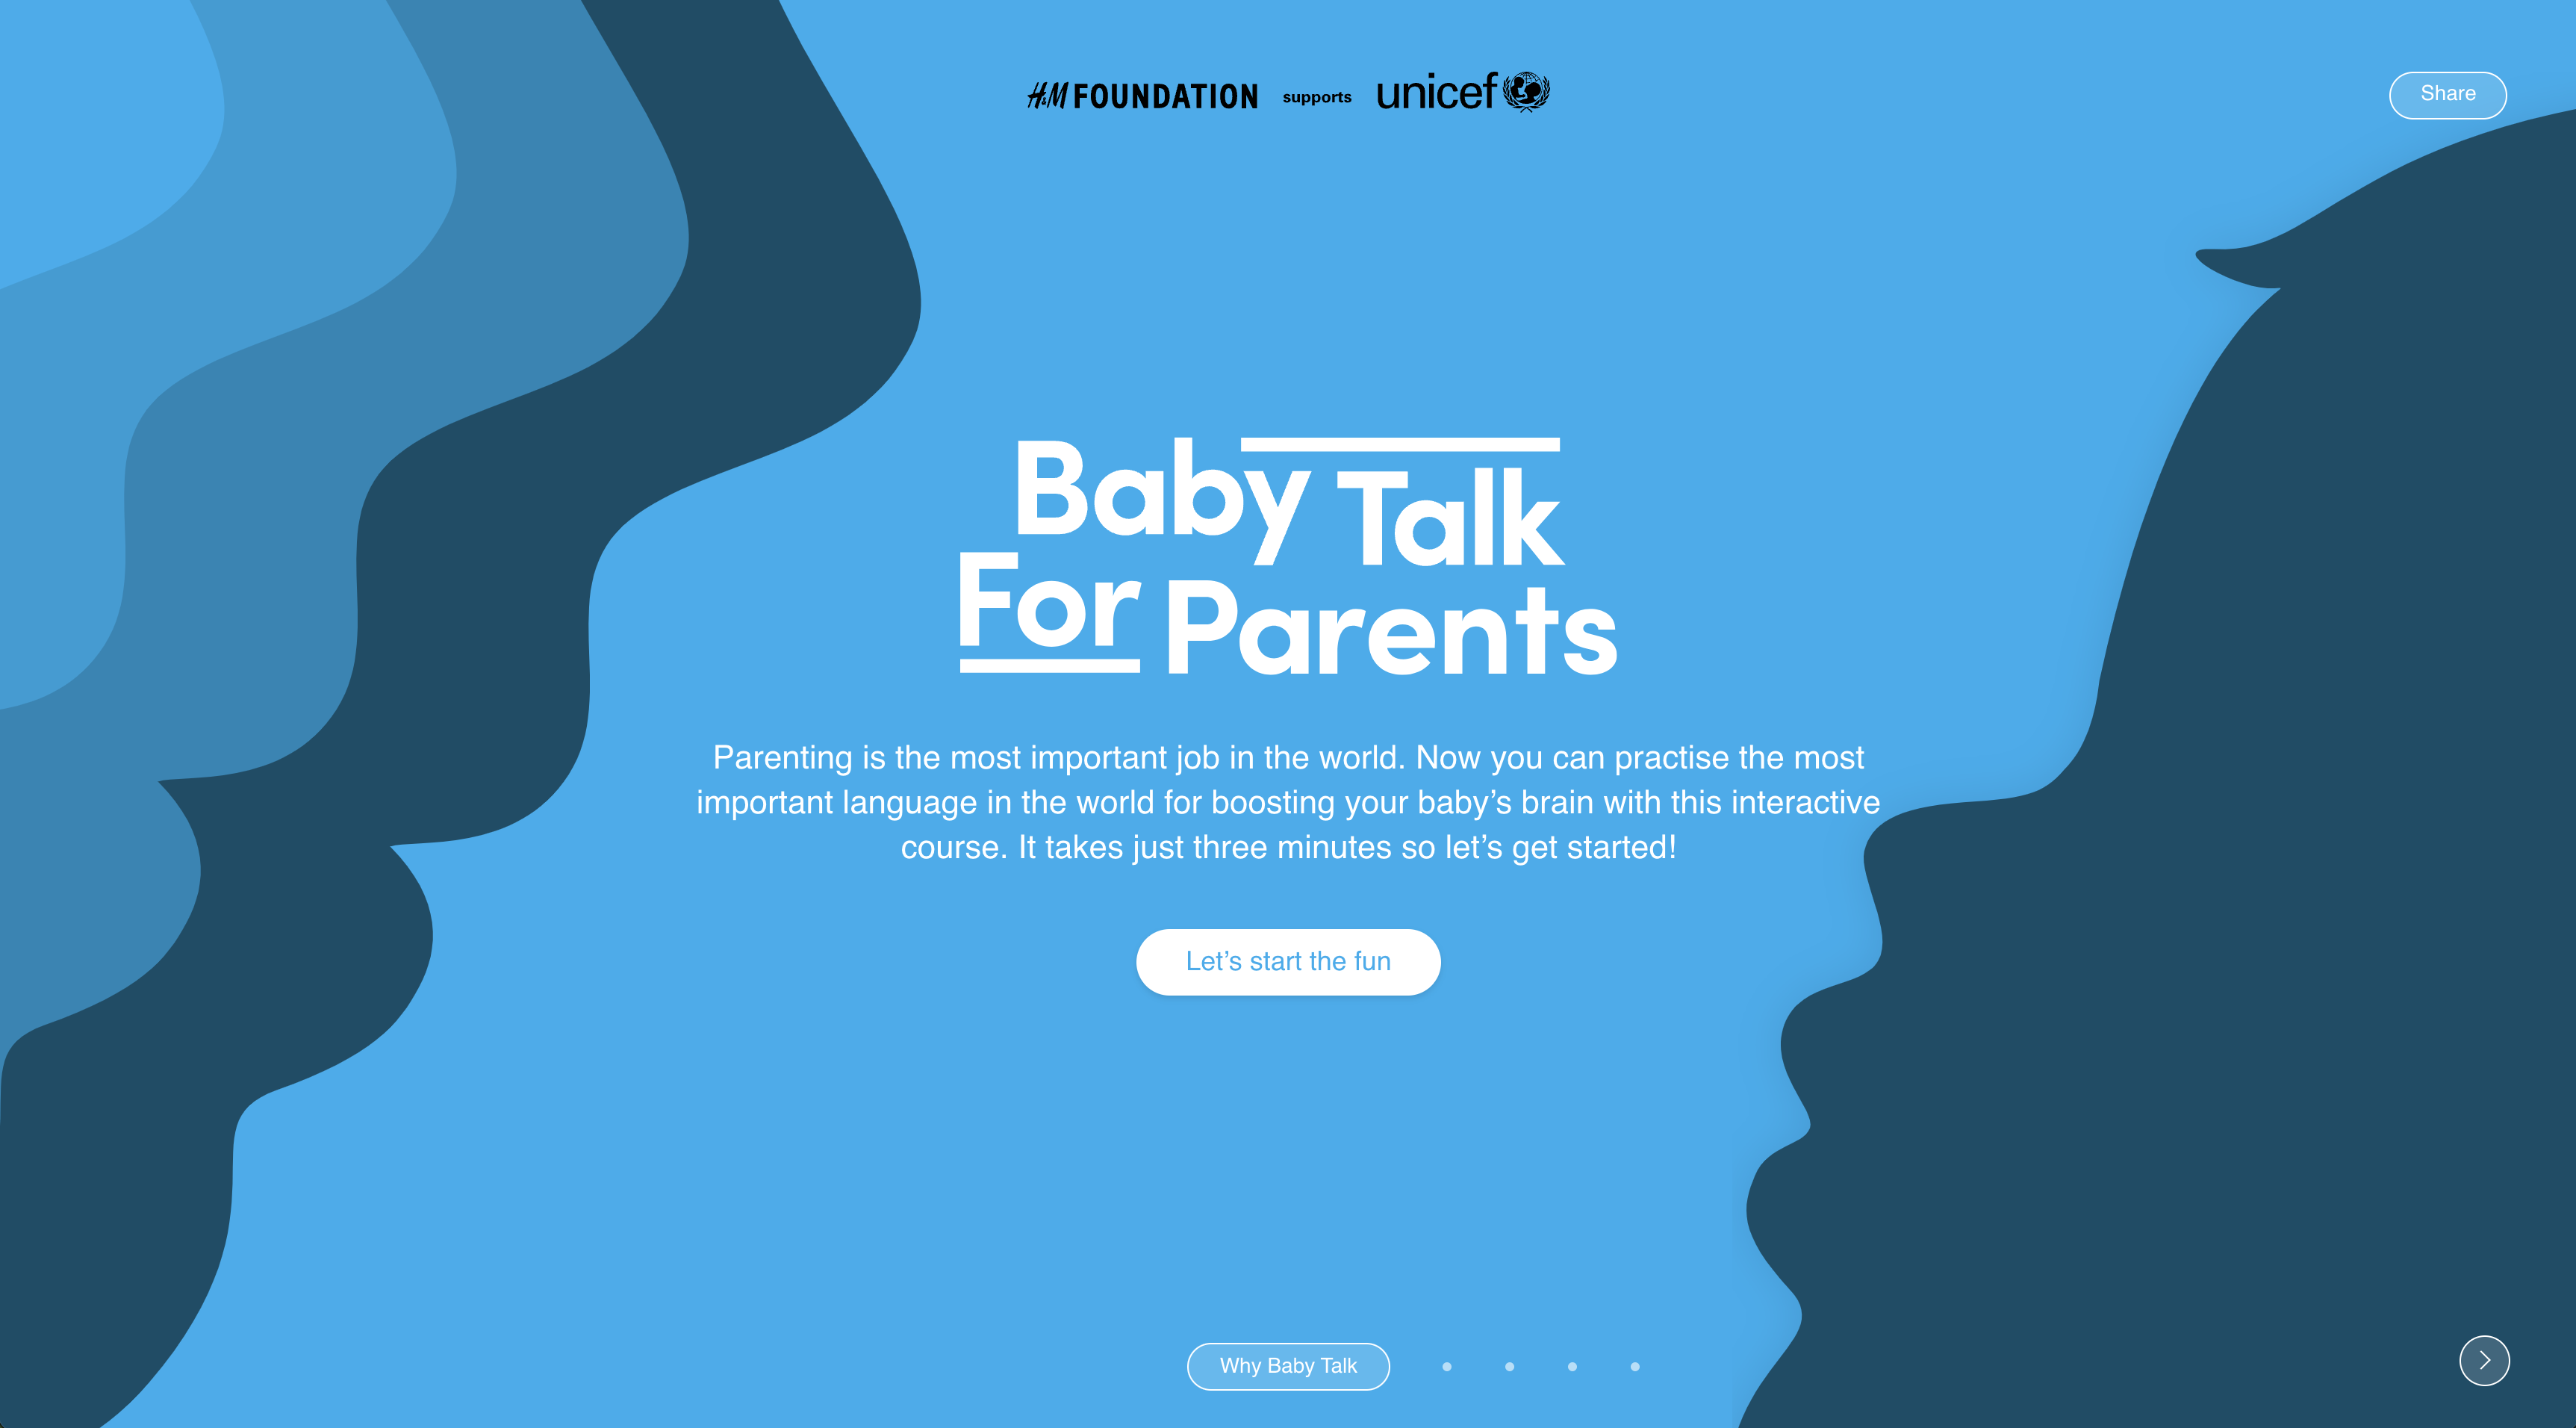 H&M FOUNDATION supports unicef
Share
Baby Talk
For Parents
Parenting is the most important job in the world. Now you can practise the most
important language in the world for boosting your baby’s brain with this interactive
course. It takes just three minutes so let’s get started!
Let’s start the fun
Why Baby Talk